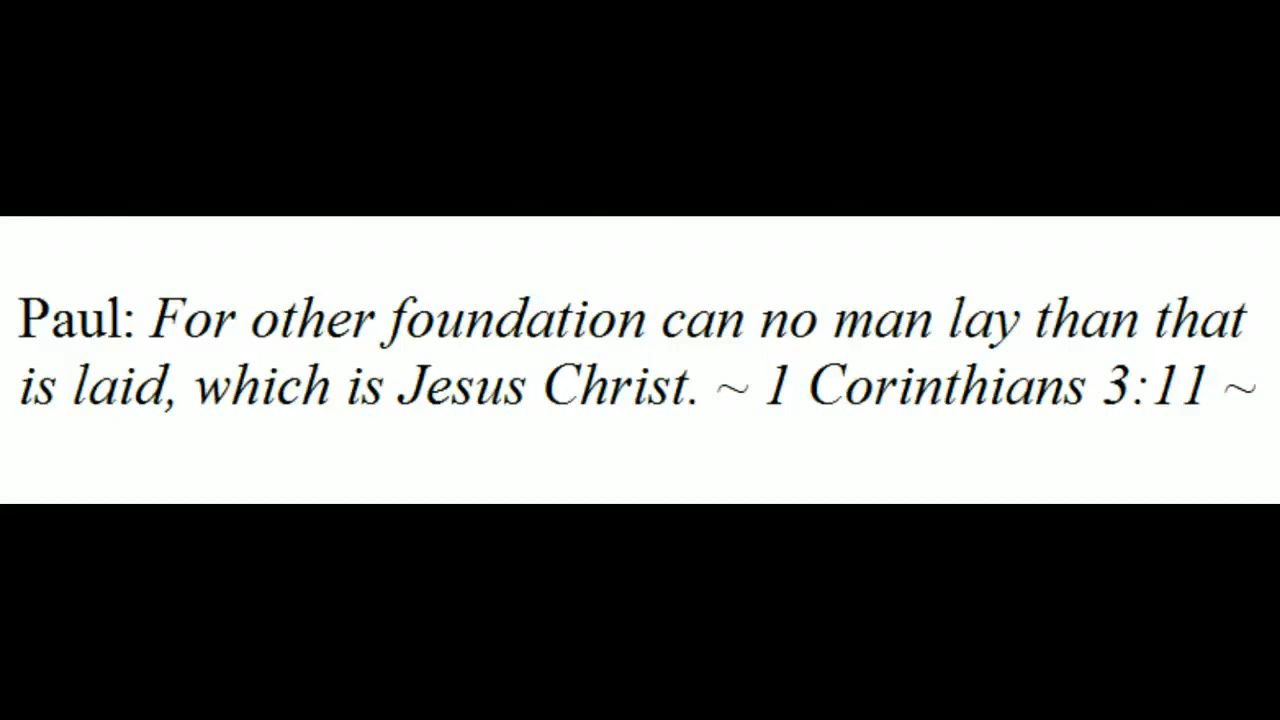 Paul: For other foundation can no man lay than that
is laid, which is Jesus Christ. ~ 1 Corinthians 3:11 ~